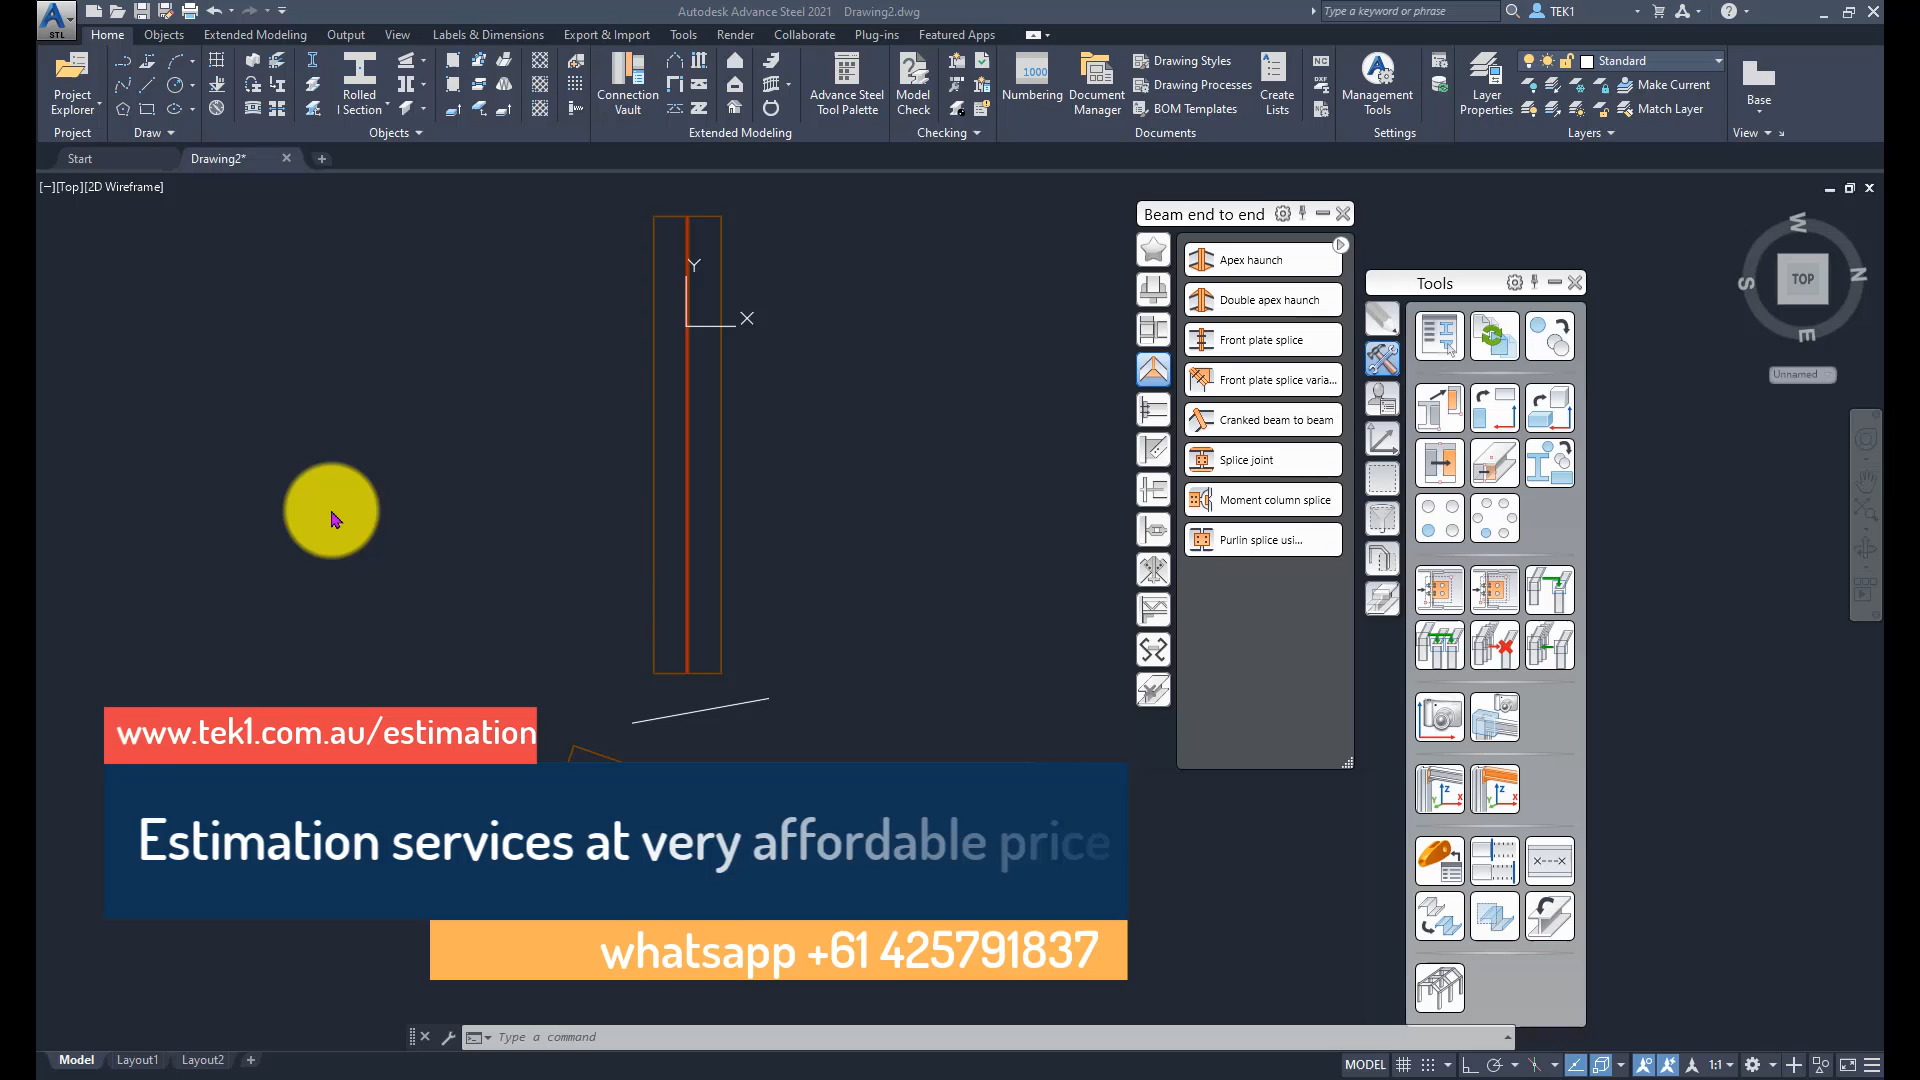 Autodesk Advance Steel 2021 Drawing2.dwg
Type a keyword or phrase
TEK1
STL
Home Objects Extended Modeling Output View Labels & Dimensions Export & Import Tools Render Collaborate Plug-ins Featured Apps
Project Explorer
Rolled I Section
Connection Vault
Advance Steel Tool Palette
Model Check
1000
Numbering
Document Manager
Drawing Styles
Drawing Processes
BOM Templates
Create Lists
NC
DXF
Management Tools
Layer Properties
Standard
Make Current
Match Layer
Base
Project Draw Objects Extended Modeling Checking Documents Settings Layers View
Start Drawing2*
[−][Top][2D Wireframe]
Y
X
Beam end to end
Apex haunch
Double apex haunch
Front plate splice
Front plate splice varia...
Cranked beam to beam
Splice joint
Moment column splice
Purlin splice usi...
Tools
W
S
TOP
N
E
Unnamed
www.tek1.com.au/estimation
Estimation services at very affordable price
whatsapp +61 425791837
Type a command
Model Layout1 Layout2
MODEL
1:1